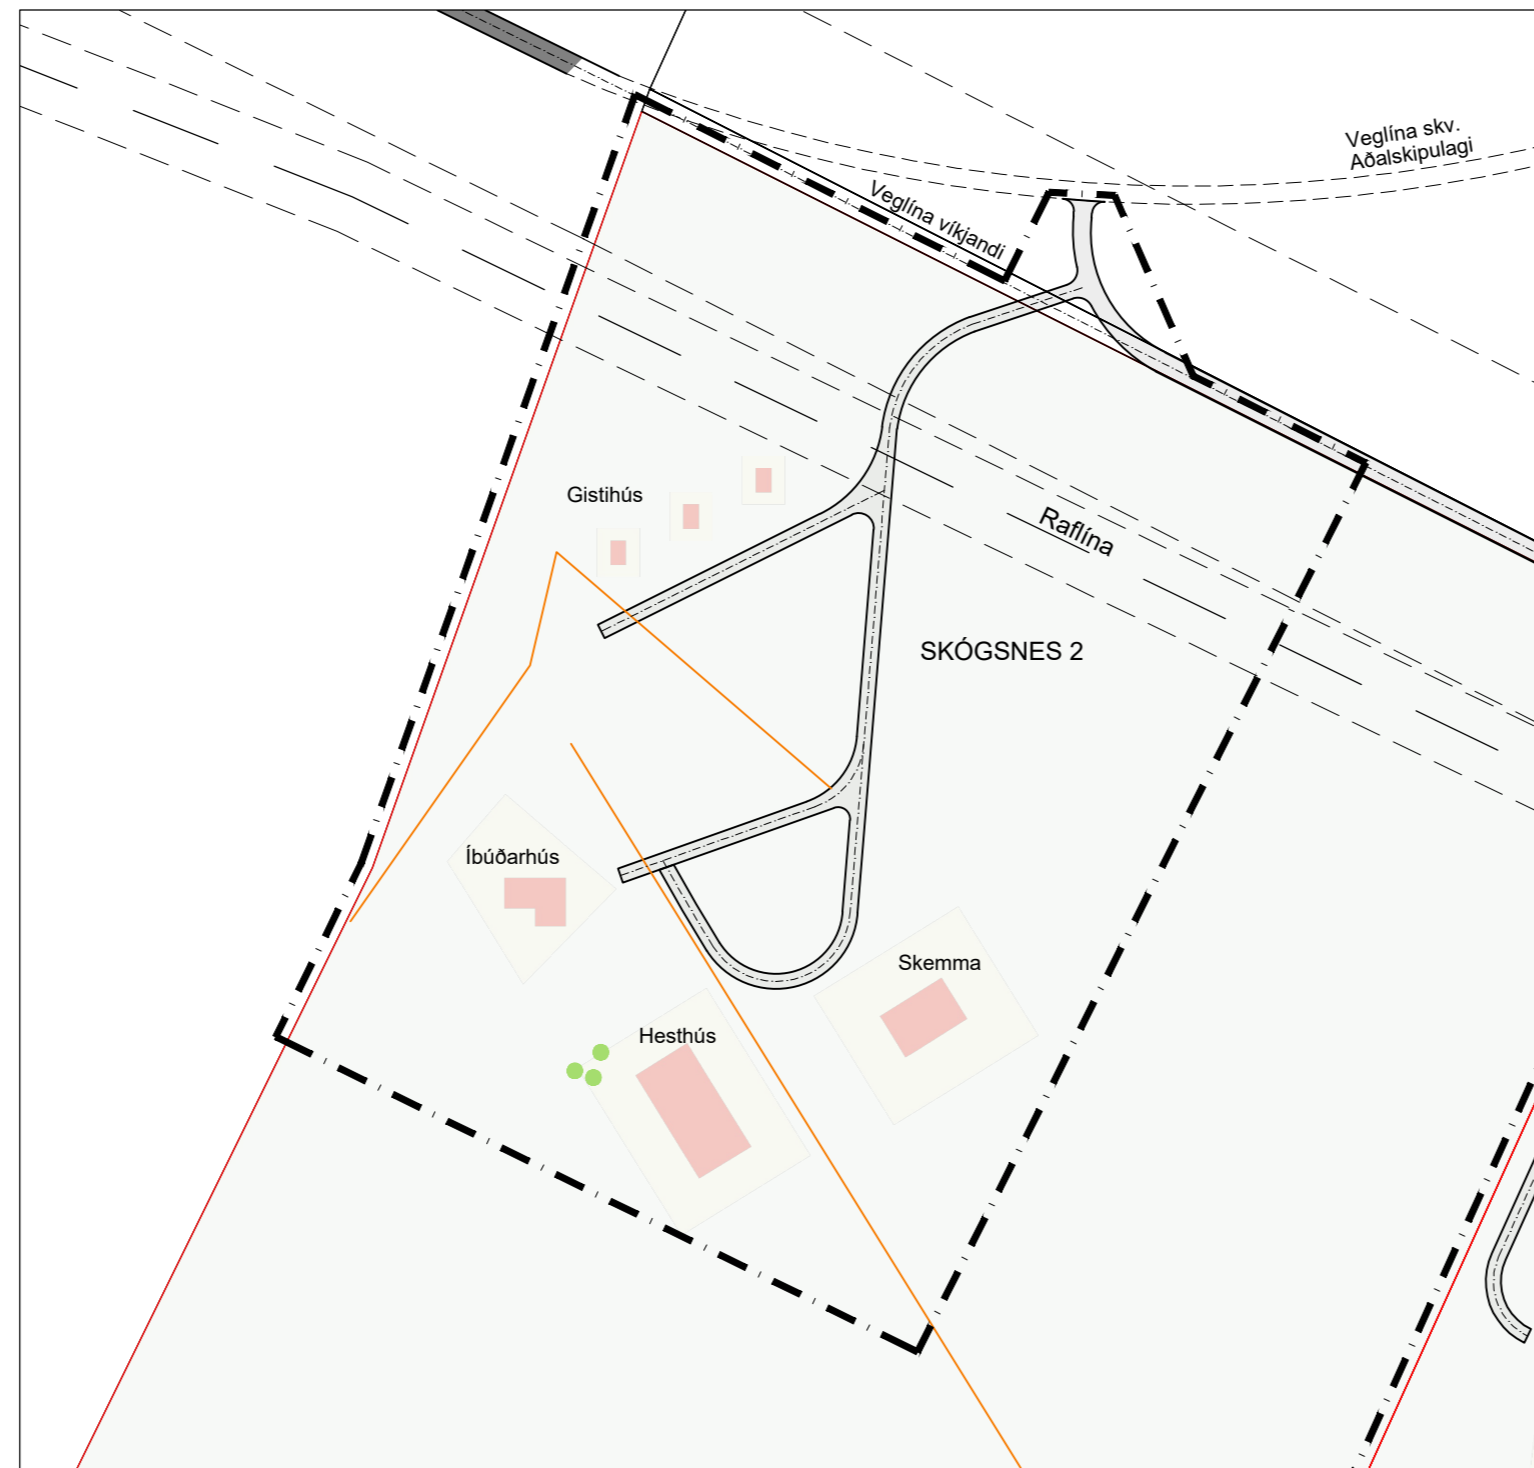 Veglína skv.
Aðalskipulagi
Veglína víkjandi
Gistihús
Raflína
SKÓGSNES 2
Íbúðarhús
Skemma
Hesthús